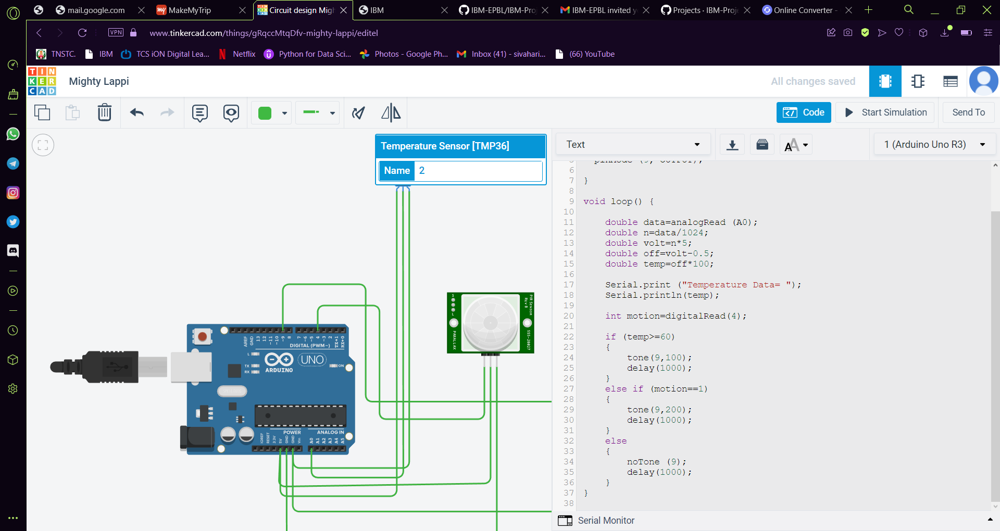 mail.google.com
MakeMyTrip
Circuit design Migh
IBM
IBM-EPBL/IBM-Pro
IBM-EPBL invited y
Projects · IBM-Proj
Online Converter -
VPN
www.tinkercad.com/things/gRqccMtqDfv-mighty-lappi/editel
TNSTC.
IBM
TCS iON Digital Lea...
Netflix
Python for Data Sci...
Photos - Google Ph...
Inbox (41) - sivahari...
(66) YouTube
TIN
KER
CAD
Mighty Lappi
All changes saved
Code
Start Simulation
Send To
Temperature Sensor [TMP36]
Name 2
Text
1 (Arduino Uno R3)
6
7 }
8
9 void loop() {
10
11 double data=analogRead (A0);
12 double n=data/1024;
13 double volt=n*5;
14 double off=volt-0.5;
15 double temp=off*100;
16
17 Serial.print ("Temperature Data= ");
18 Serial.println(temp);
19
20 int motion=digitalRead(4);
21
22 if (temp>=60)
23 {
24 tone(9,100);
25 delay(1000);
26 }
27 else if (motion==1)
28 {
29 tone(9,200);
30 delay(1000);
31 }
32 else
33 {
34 noTone (9);
35 delay(1000);
36 }
37 }
38
Serial Monitor
S
L
PIR SENSOR
REV B
PARALLAX
555-28027
AREF
GND
13
12
~11
~10
~9
8
7
~6
~5
4
~3
2
TX→1
RX←0
DIGITAL (PWM~)
L
TX
RX
UNO
ARDUINO
ON
POWER
ANALOG IN
IOREF
RESET
3.3V
5V
GND
GND
Vin
A0
A1
A2
A3
A4
A5